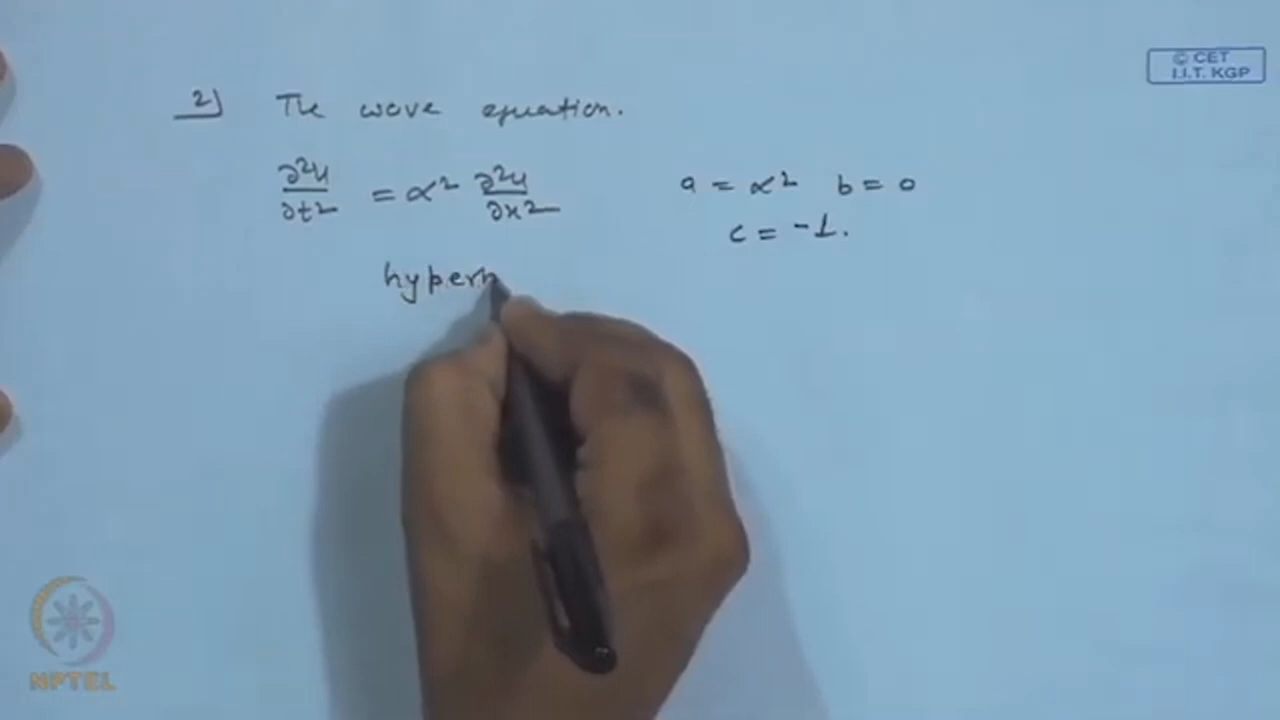 © CET
I.I.T. KGP
2) The wave equation.
∂²u/∂t² = α² ∂²u/∂x²
a = α² b = 0
c = -1.
hyperb
NPTEL